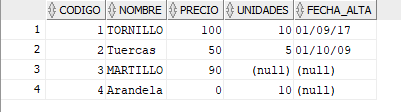 CODIGO NOMBRE PRECIO UNIDADES FECHA_ALTA
1 1 TORNILLO 100 10 01/09/17
2 2 Tuercas 50 5 01/10/09
3 3 MARTILLO 90 (null) (null)
4 4 Arandela 0 10 (null)